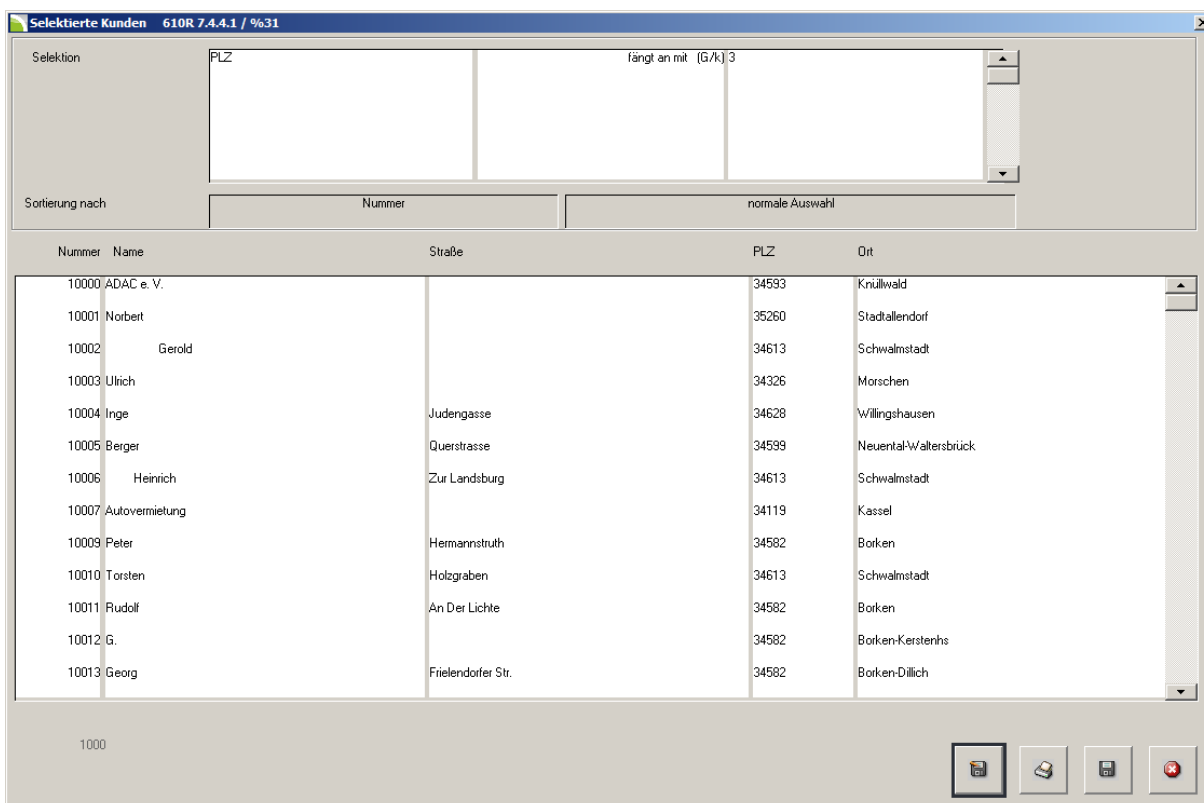 Selektierte Kunden 610R 7.4.4.1 / %31
Selektion PLZ fängt an mit (G/k) 3
Sortierung nach Nummer normale Auswahl
Nummer Name Straße PLZ Ort
10000 ADAC e. V. 34593 Knüllwald
10001 Norbert 35260 Stadtallendorf
10002 Gerold 34613 Schwalmstadt
10003 Ulrich 34326 Morschen
10004 Inge Judengasse 34628 Willingshausen
10005 Berger Querstrasse 34599 Neuental-Waltersbrück
10006 Heinrich Zur Landsburg 34613 Schwalmstadt
10007 Autovermietung 34119 Kassel
10009 Peter Hermannstruth 34582 Borken
10010 Torsten Holzgraben 34613 Schwalmstadt
10011 Rudolf An Der Lichte 34582 Borken
10012 G. 34582 Borken-Kerstenhs
10013 Georg Frielendorfer Str. 34582 Borken-Dillich
1000